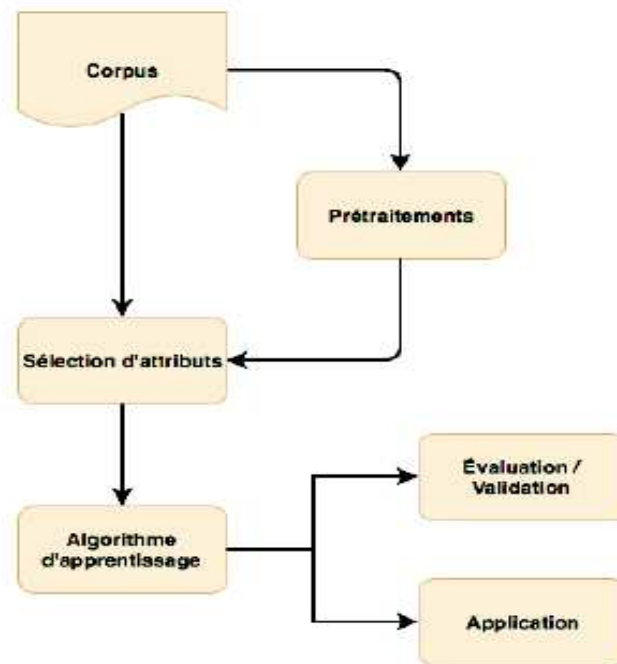 Corpus
Prétraitements
Sélection d'attributs
Algorithme
d'apprentissage
Évaluation /
Validation
Application